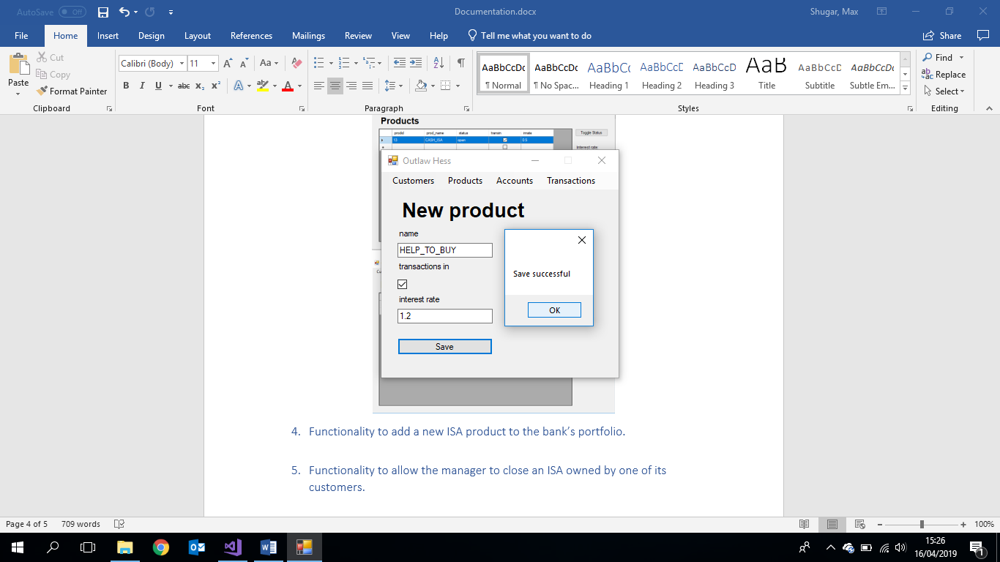 AutoSave Off
Documentation.docx
Shugar, Max
File Home Insert Design Layout References Mailings Review View Help Tell me what you want to do Share
Paste
Cut
Copy
Format Painter
Clipboard
Calibri (Body) 11
Font
Paragraph
AaBbCcDc AaBbCcDc AaBbCc AaBbCcE AaBbCcD AaB AaBbCcD AaBbCcDc
¶ Normal ¶ No Spac... Heading 1 Heading 2 Heading 3 Title Subtitle Subtle Em...
Styles
Find
Replace
Select
Editing
Products
prodid prod_name status transin intrate
13 CASH_ISA open 0.5
Toggle Status
Interest rate:
Outlaw Hess
Customers Products Accounts Transactions
New product
name
HELP_TO_BUY
transactions in
interest rate
1.2
Save
Save successful
OK
4. Functionality to add a new ISA product to the bank’s portfolio.
5. Functionality to allow the manager to close an ISA owned by one of its
customers.
Page 4 of 5 709 words
100%
15:26
16/04/2019
1